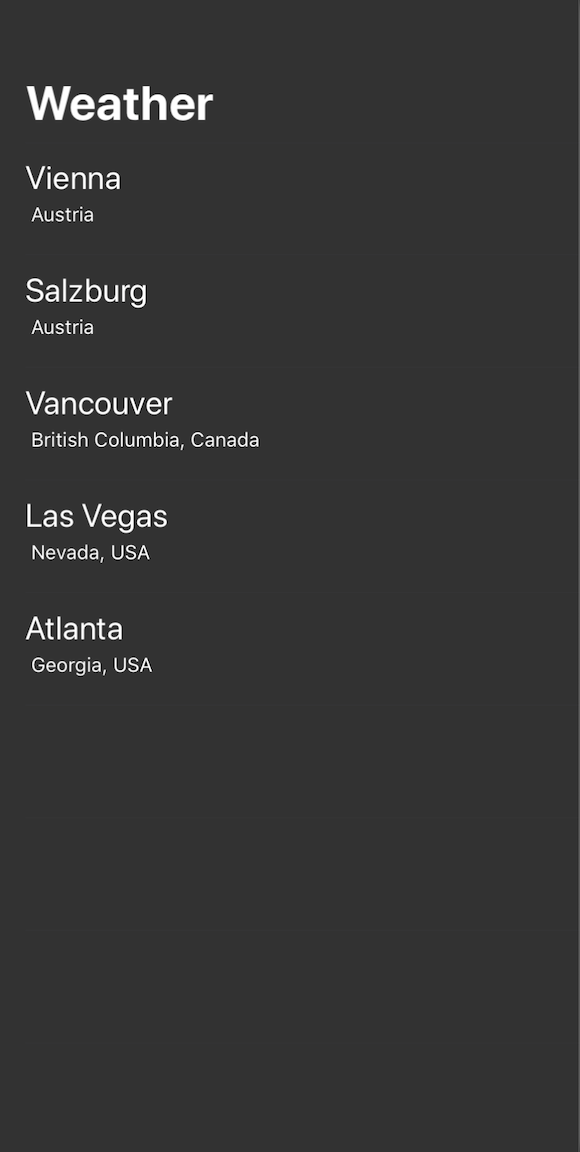 Weather
Vienna
Austria
Salzburg
Austria
Vancouver
British Columbia, Canada
Las Vegas
Nevada, USA
Atlanta
Georgia, USA